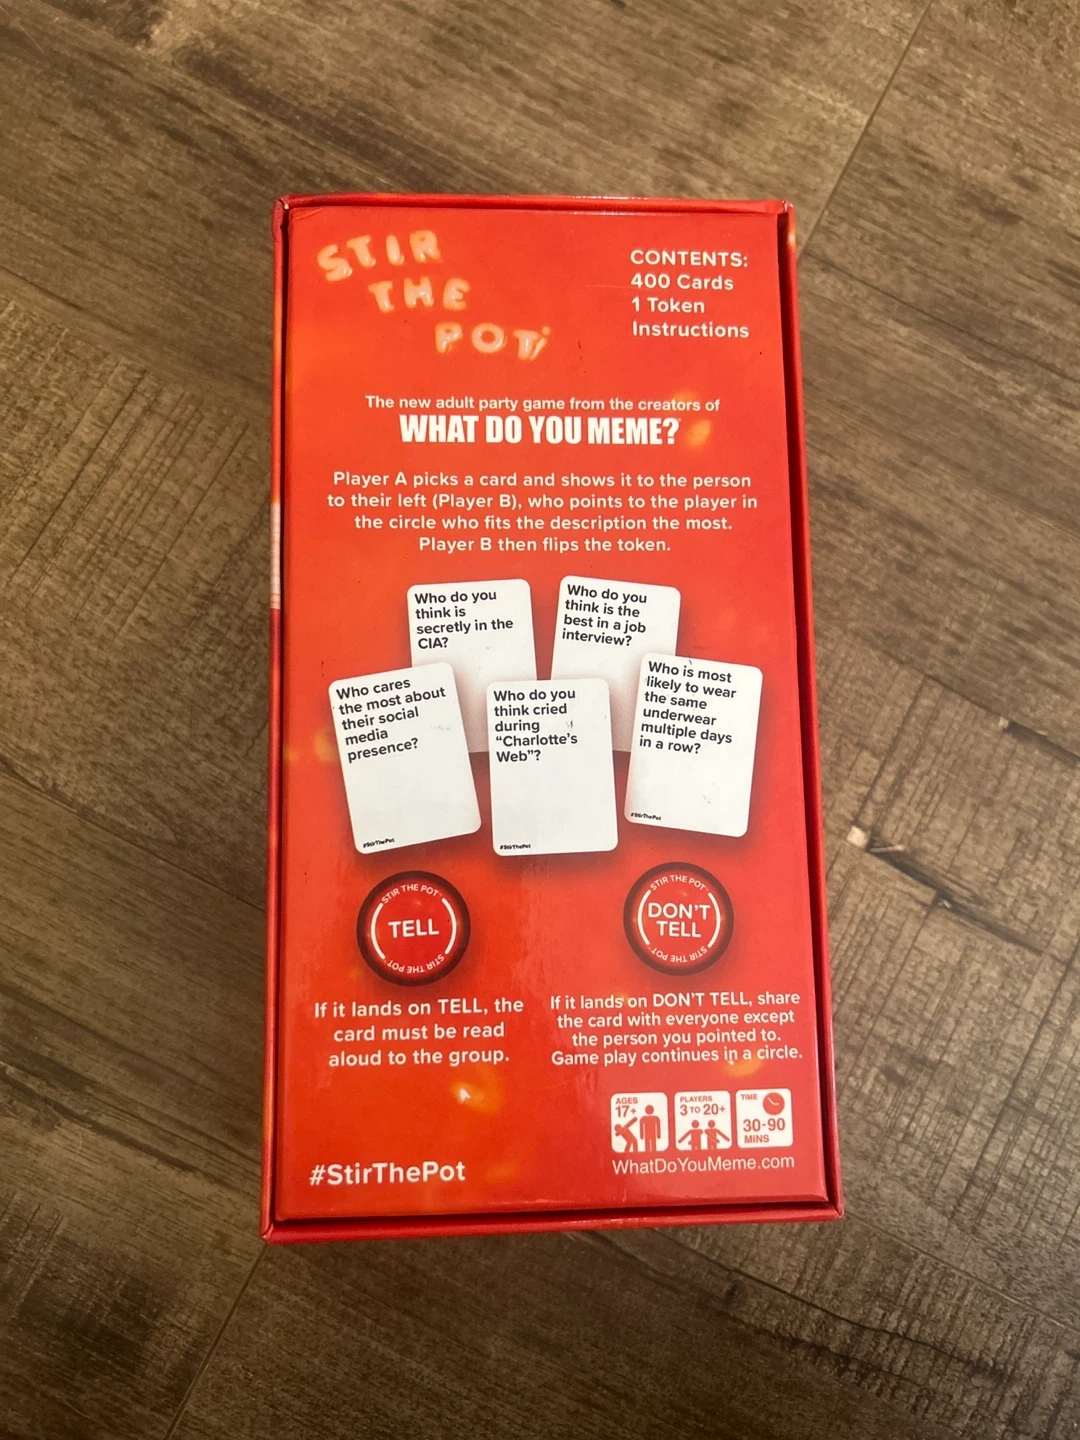 STIR
THE
POT
CONTENTS:
400 Cards
1 Token
Instructions
The new adult party game from the creators of
WHAT DO YOU MEME?
Player A picks a card and shows it to the person
to their left (Player B), who points to the player in
the circle who fits the description the most.
Player B then flips the token.
Who do you
think is
secretly in the
CIA?
Who do you
think is the
best in a job
interview?
Who cares
the most about
their social
media
presence?
#StirThePot
Who do you
think cried
during
“Charlotte's
Web”?
#StirThePot
Who is most
likely to wear
the same
underwear
multiple days
in a row?
#StirThePot
STIR THE POT
TELL
STIR THE POT
STIR THE POT
DON'T
TELL
STIR THE POT
If it lands on TELL, the
card must be read
aloud to the group.
If it lands on DON'T TELL, share
the card with everyone except
the person you pointed to.
Game play continues in a circle.
AGES
17+
PLAYERS
3 TO 20+
TIME
30-90
MINS
#StirThePot
WhatDoYouMeme.com